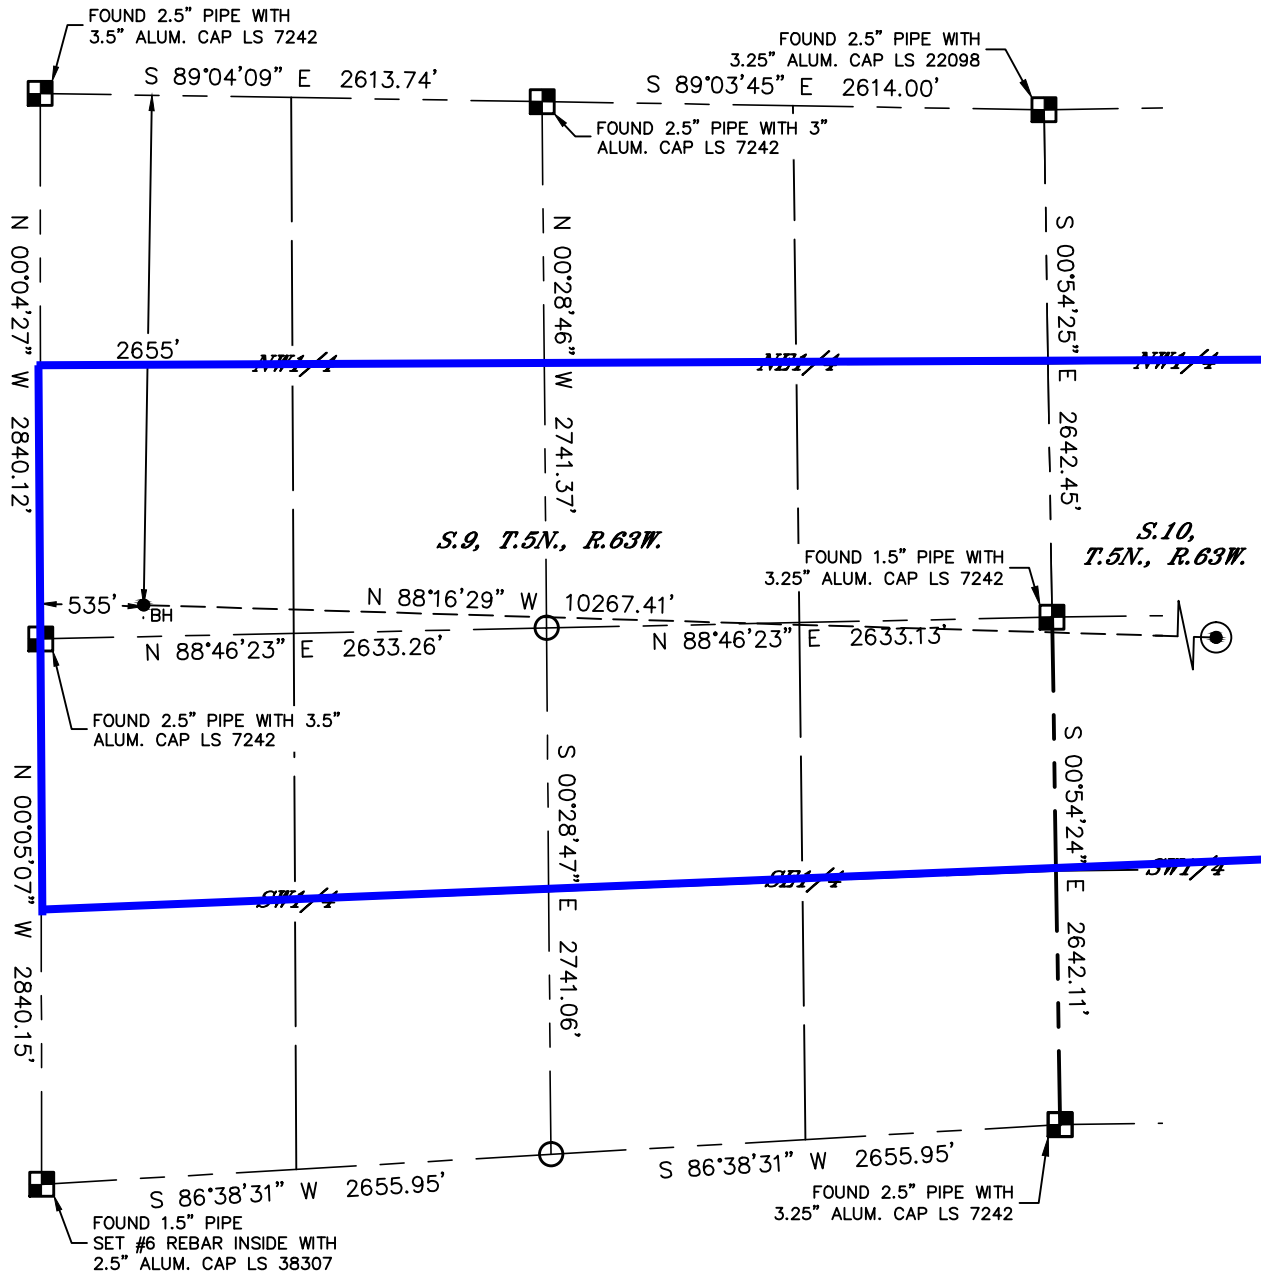 FOUND 2.5" PIPE WITH
3.5" ALUM. CAP LS 7242
FOUND 2.5" PIPE WITH
3.25" ALUM. CAP LS 22098
S 89°04'09" E 2613.74'
S 89°03'45" E 2614.00'
FOUND 2.5" PIPE WITH 3"
ALUM. CAP LS 7242
N 00°04'27" W 2840.12'
N 00°28'46" W 2741.37'
S 00°54'25" E 2642.45'
2655'
NW1/4
NE1/4
NW1/4
S.9, T.5N., R.63W.
S.10,
T.5N., R.63W.
FOUND 1.5" PIPE WITH
3.25" ALUM. CAP LS 7242
535'
BH
N 88°16'29" W 10267.41'
N 88°46'23" E 2633.26'
N 88°46'23" E 2633.13'
FOUND 2.5" PIPE WITH 3.5"
ALUM. CAP LS 7242
N 00°05'07" W 2840.15'
S 00°28'47" E 2741.06'
S 00°54'24" E 2642.11'
SW1/4
SE1/4
SW1/4
S 86°38'31" W 2655.95'
S 86°38'31" W 2655.95'
FOUND 2.5" PIPE WITH
3.25" ALUM. CAP LS 7242
FOUND 1.5" PIPE
SET #6 REBAR INSIDE WITH
2.5" ALUM. CAP LS 38307